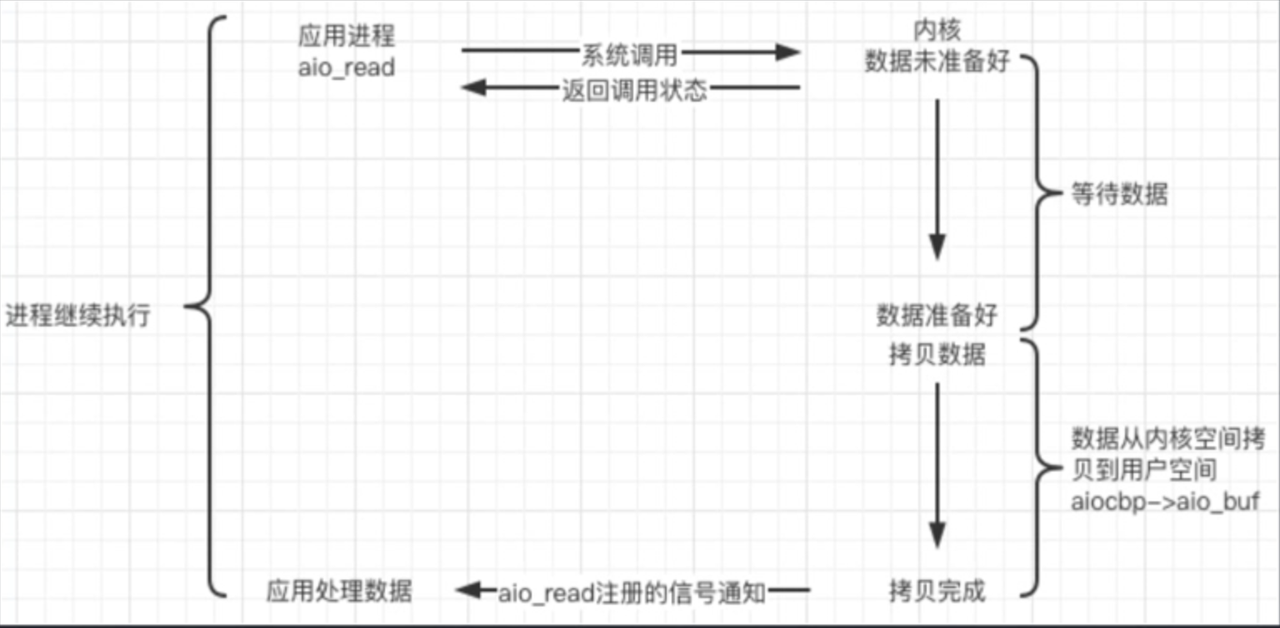 应用进程
aio_read
系统调用
返回调用状态
内核
数据未准备好
等待数据
进程继续执行
数据准备好
拷贝数据
数据从内核空间拷
贝到用户空间
aiocbp->aio_buf
应用处理数据
aio_read注册的信号通知
拷贝完成